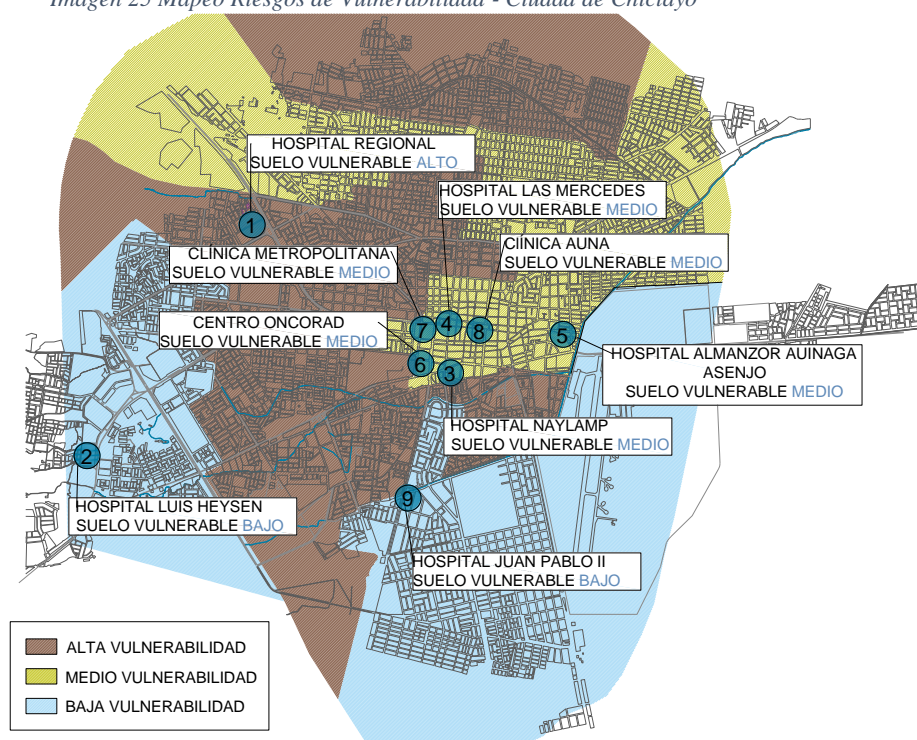 Imagen 25 Mapeo Riesgos de Vulnerabilidad - Ciudad de Chiclayo
HOSPITAL REGIONAL
SUELO VULNERABLE ALTO
HOSPITAL LAS MERCEDES
SUELO VULNERABLE MEDIO
1
CLÍNICA METROPOLITANA
SUELO VULNERABLE MEDIO
ClÍNICA AUNA
SUELO VULNERABLE MEDIO
CENTRO ONCORAD
SUELO VULNERABLE MEDIO
7
4
8
5
6
3
HOSPITAL ALMANZOR AUINAGA
ASENJO
SUELO VULNERABLE MEDIO
HOSPITAL NAYLAMP
SUELO VULNERABLE MEDIO
2
9
HOSPITAL LUIS HEYSEN
SUELO VULNERABLE BAJO
HOSPITAL JUAN PABLO II
SUELO VULNERABLE BAJO
ALTA VULNERABILIDAD
MEDIO VULNERABILIDAD
BAJA VULNERABILIDAD